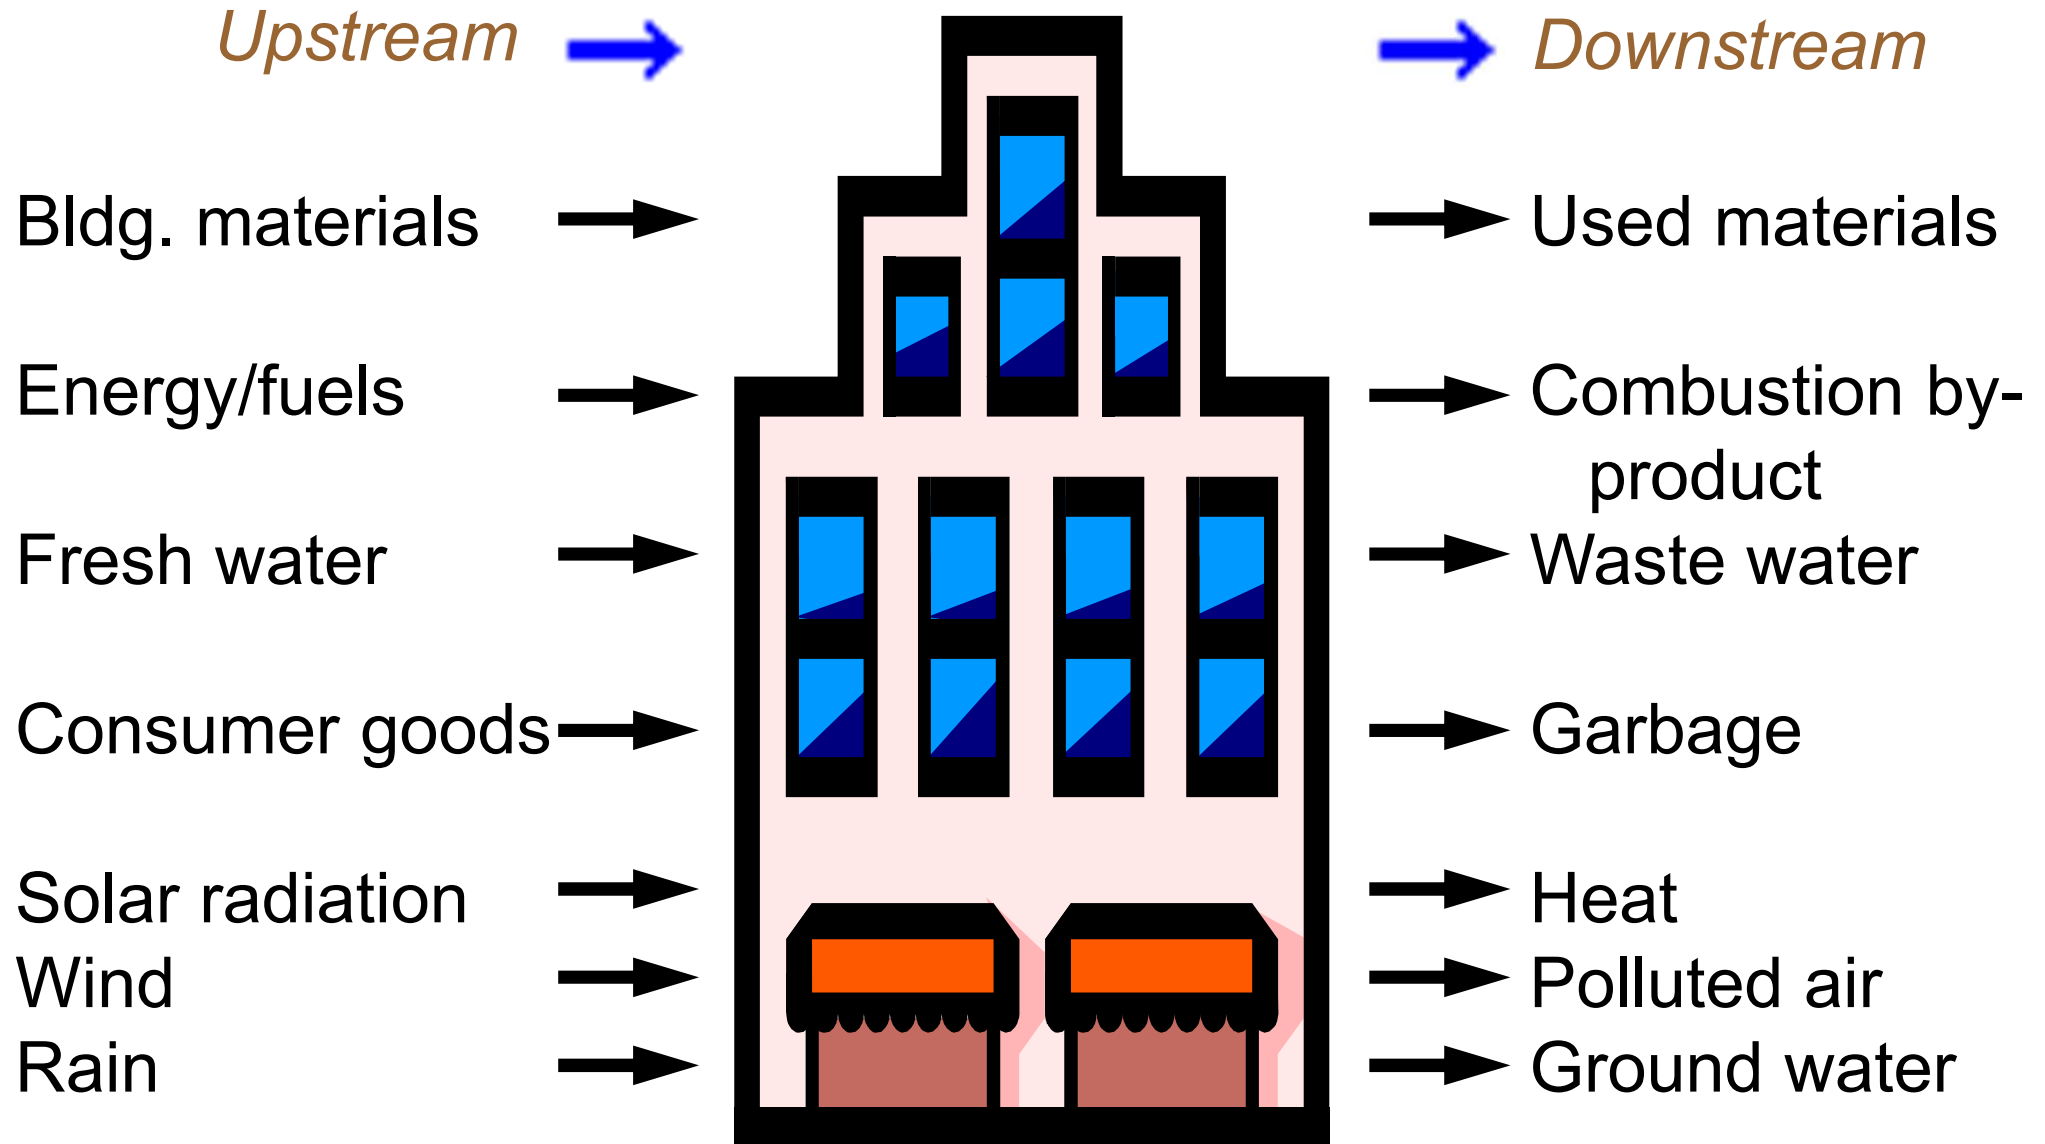 Upstream
Downstream
Bldg. materials
Used materials
Energy/fuels
Combustion by-
product
Fresh water
Waste water
Consumer goods
Garbage
Solar radiation
Heat
Wind
Polluted air
Rain
Ground water